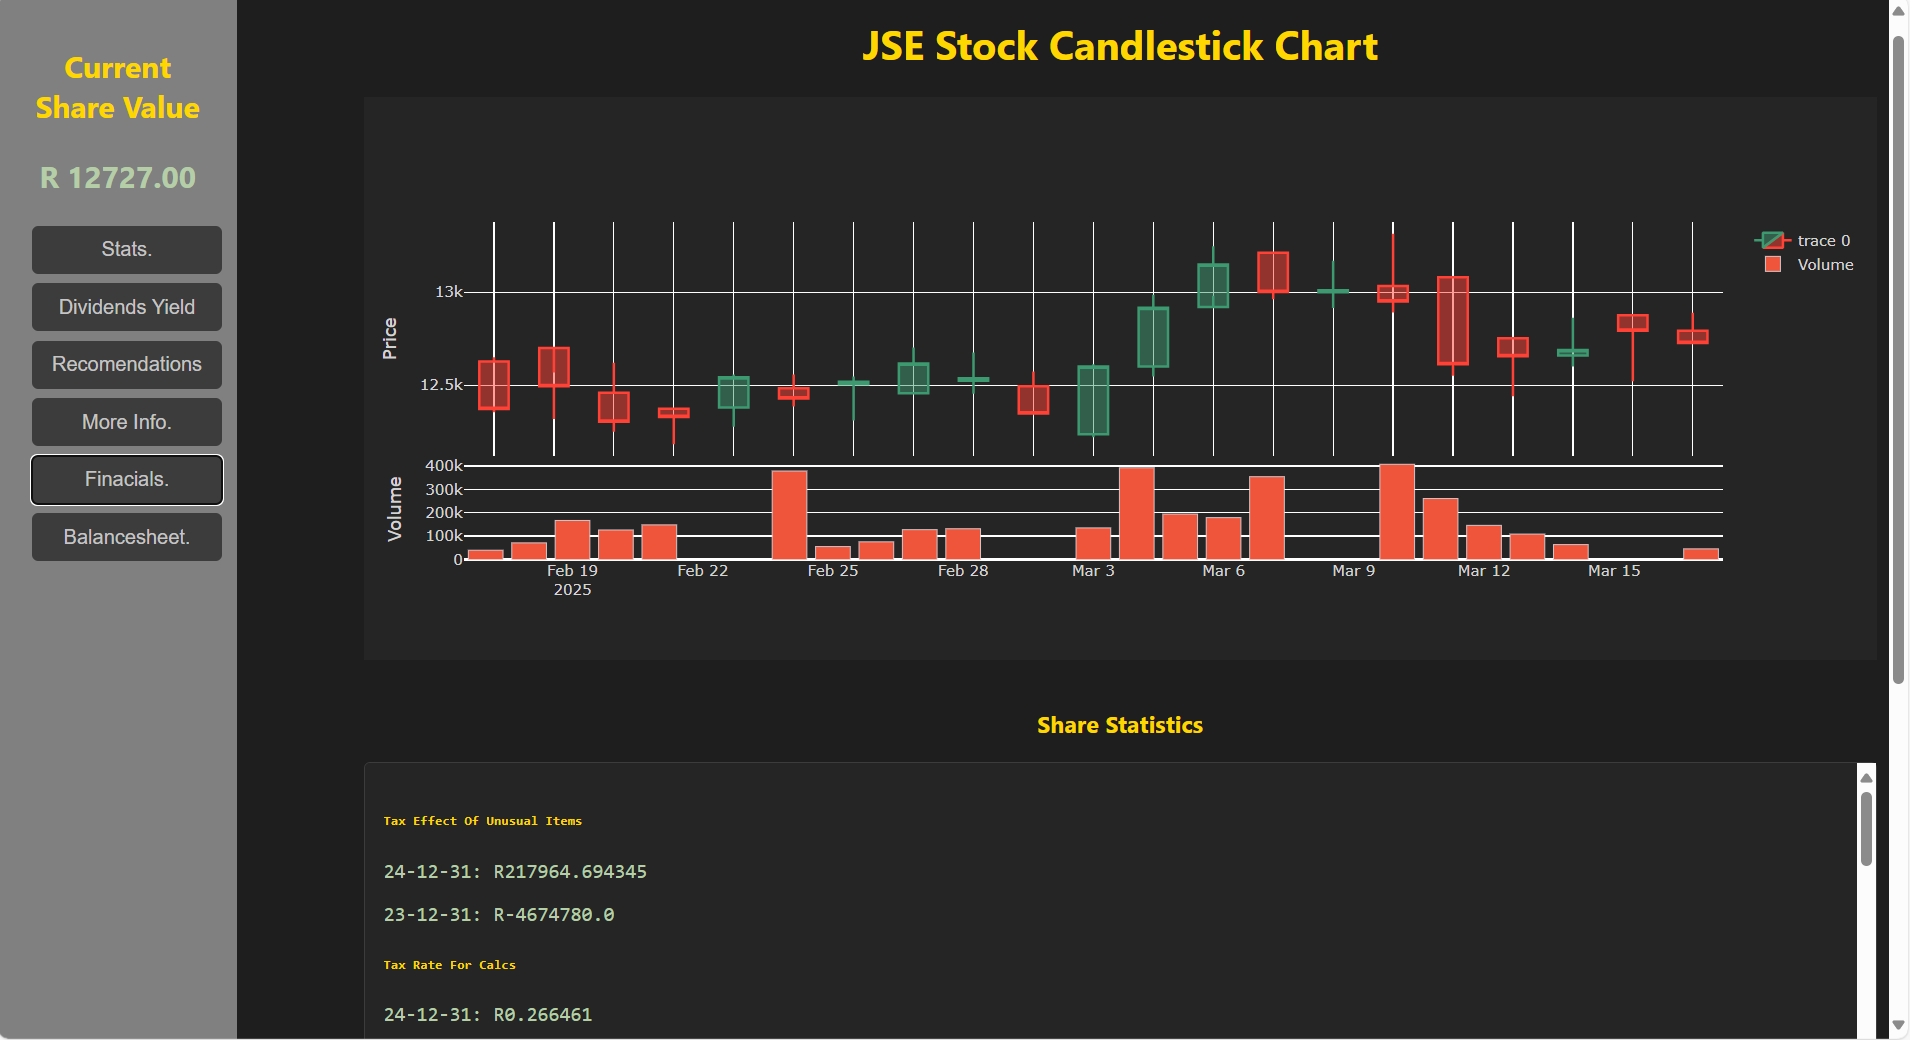 Current
Share Value
R 12727.00
Stats.
Dividends Yield
Recomendations
More Info.
Finacials.
Balancesheet.
JSE Stock Candlestick Chart
trace 0
Volume
Price
13k
12.5k
Volume
400k
300k
200k
100k
0
Feb 19
2025
Feb 22
Feb 25
Feb 28
Mar 3
Mar 6
Mar 9
Mar 12
Mar 15
Share Statistics
Tax Effect Of Unusual Items
24-12-31: R217964.694345
23-12-31: R-4674780.0
Tax Rate For Calcs
24-12-31: R0.266461